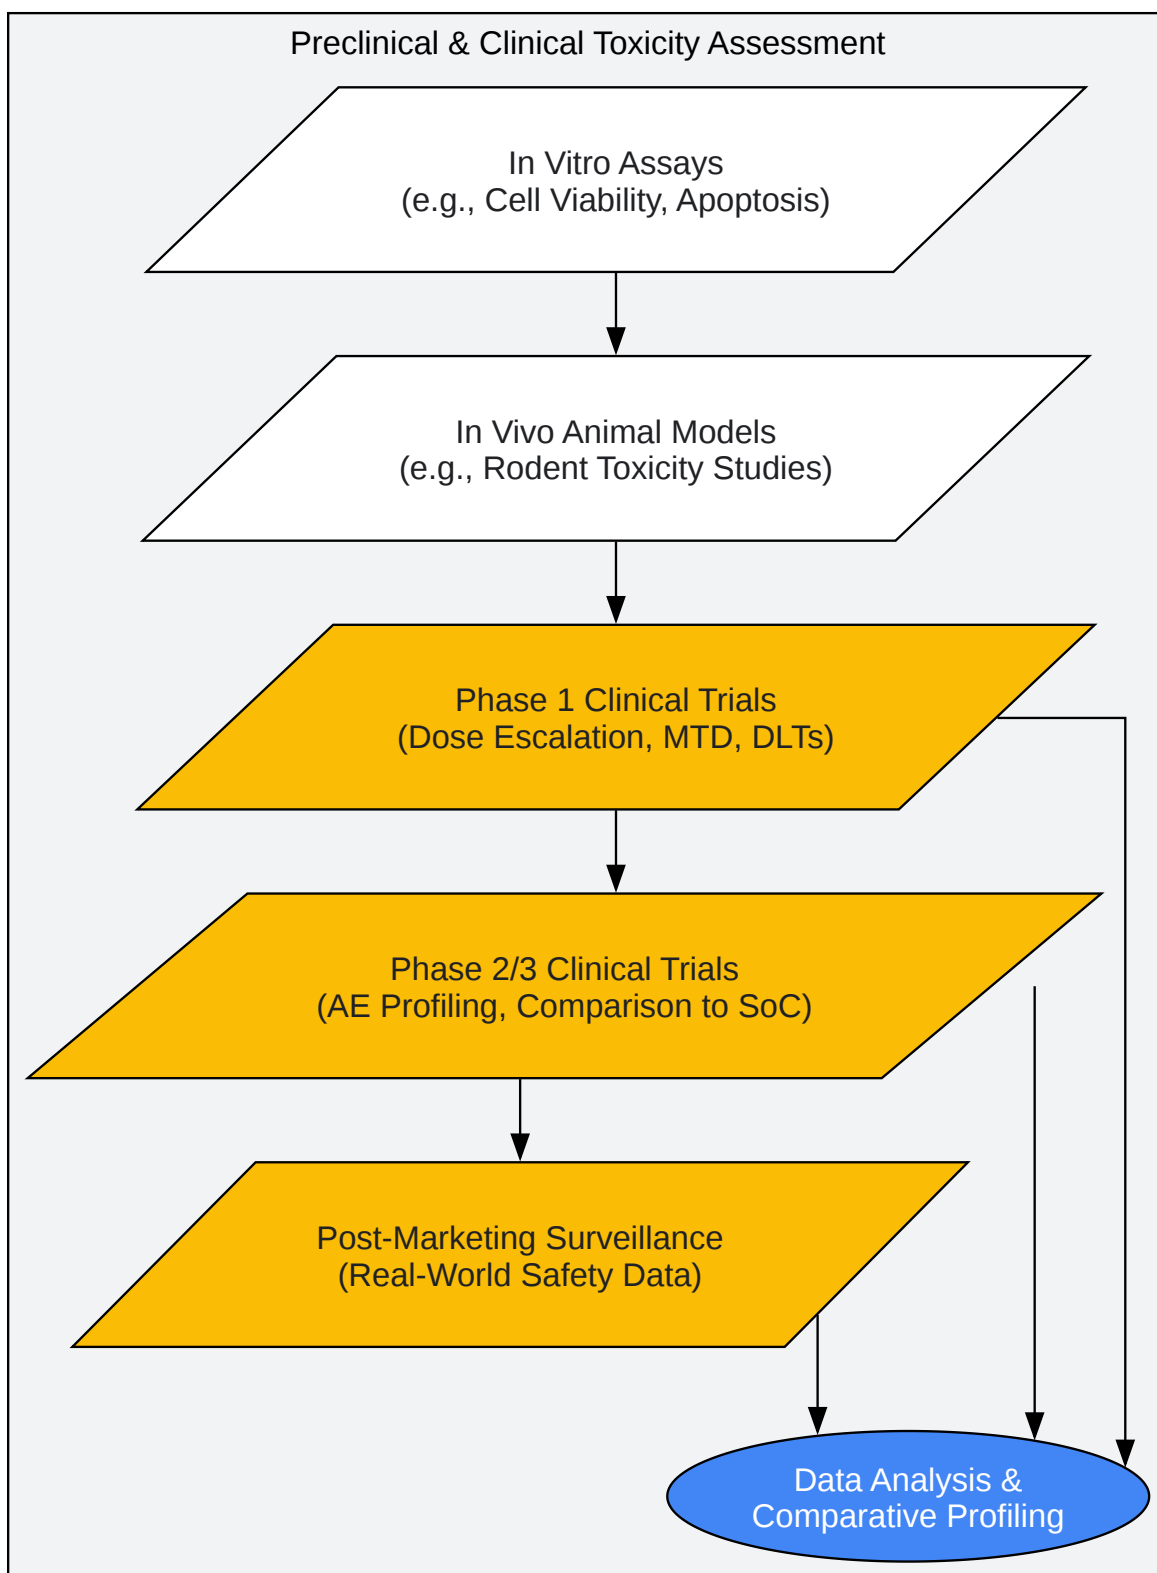 Preclinical & Clinical Toxicity Assessment
In Vitro Assays
(e.g., Cell Viability, Apoptosis)
In Vivo Animal Models
(e.g., Rodent Toxicity Studies)
Phase 1 Clinical Trials
(Dose Escalation, MTD, DLTs)
Phase 2/3 Clinical Trials
(AE Profiling, Comparison to SoC)
Post-Marketing Surveillance
(Real-World Safety Data)
Data Analysis &
Comparative Profiling